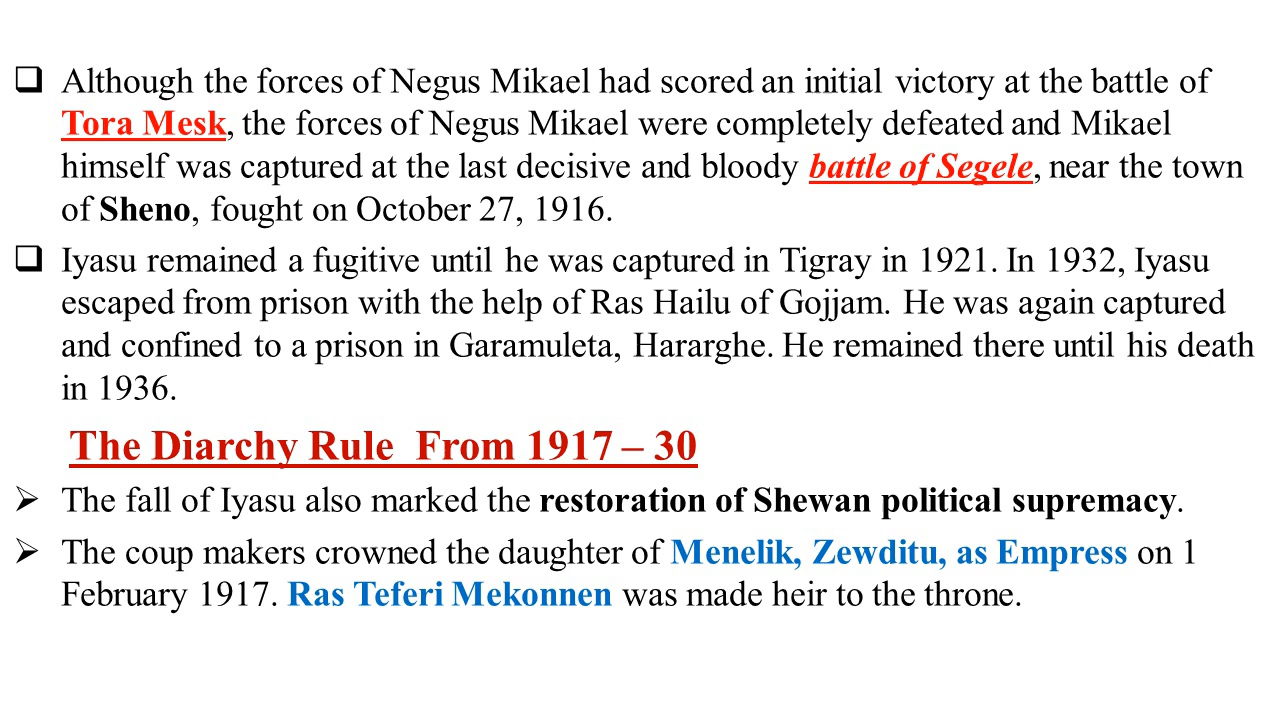 Although the forces of Negus Mikael had scored an initial victory at the battle of
Tora Mesk, the forces of Negus Mikael were completely defeated and Mikael
himself was captured at the last decisive and bloody battle of Segele, near the town
of Sheno, fought on October 27, 1916.
Iyasu remained a fugitive until he was captured in Tigray in 1921. In 1932, Iyasu
escaped from prison with the help of Ras Hailu of Gojjam. He was again captured
and confined to a prison in Garamuleta, Hararghe. He remained there until his death
in 1936.
The Diarchy Rule From 1917 – 30
The fall of Iyasu also marked the restoration of Shewan political supremacy.
The coup makers crowned the daughter of Menelik, Zewditu, as Empress on 1
February 1917. Ras Teferi Mekonnen was made heir to the throne.